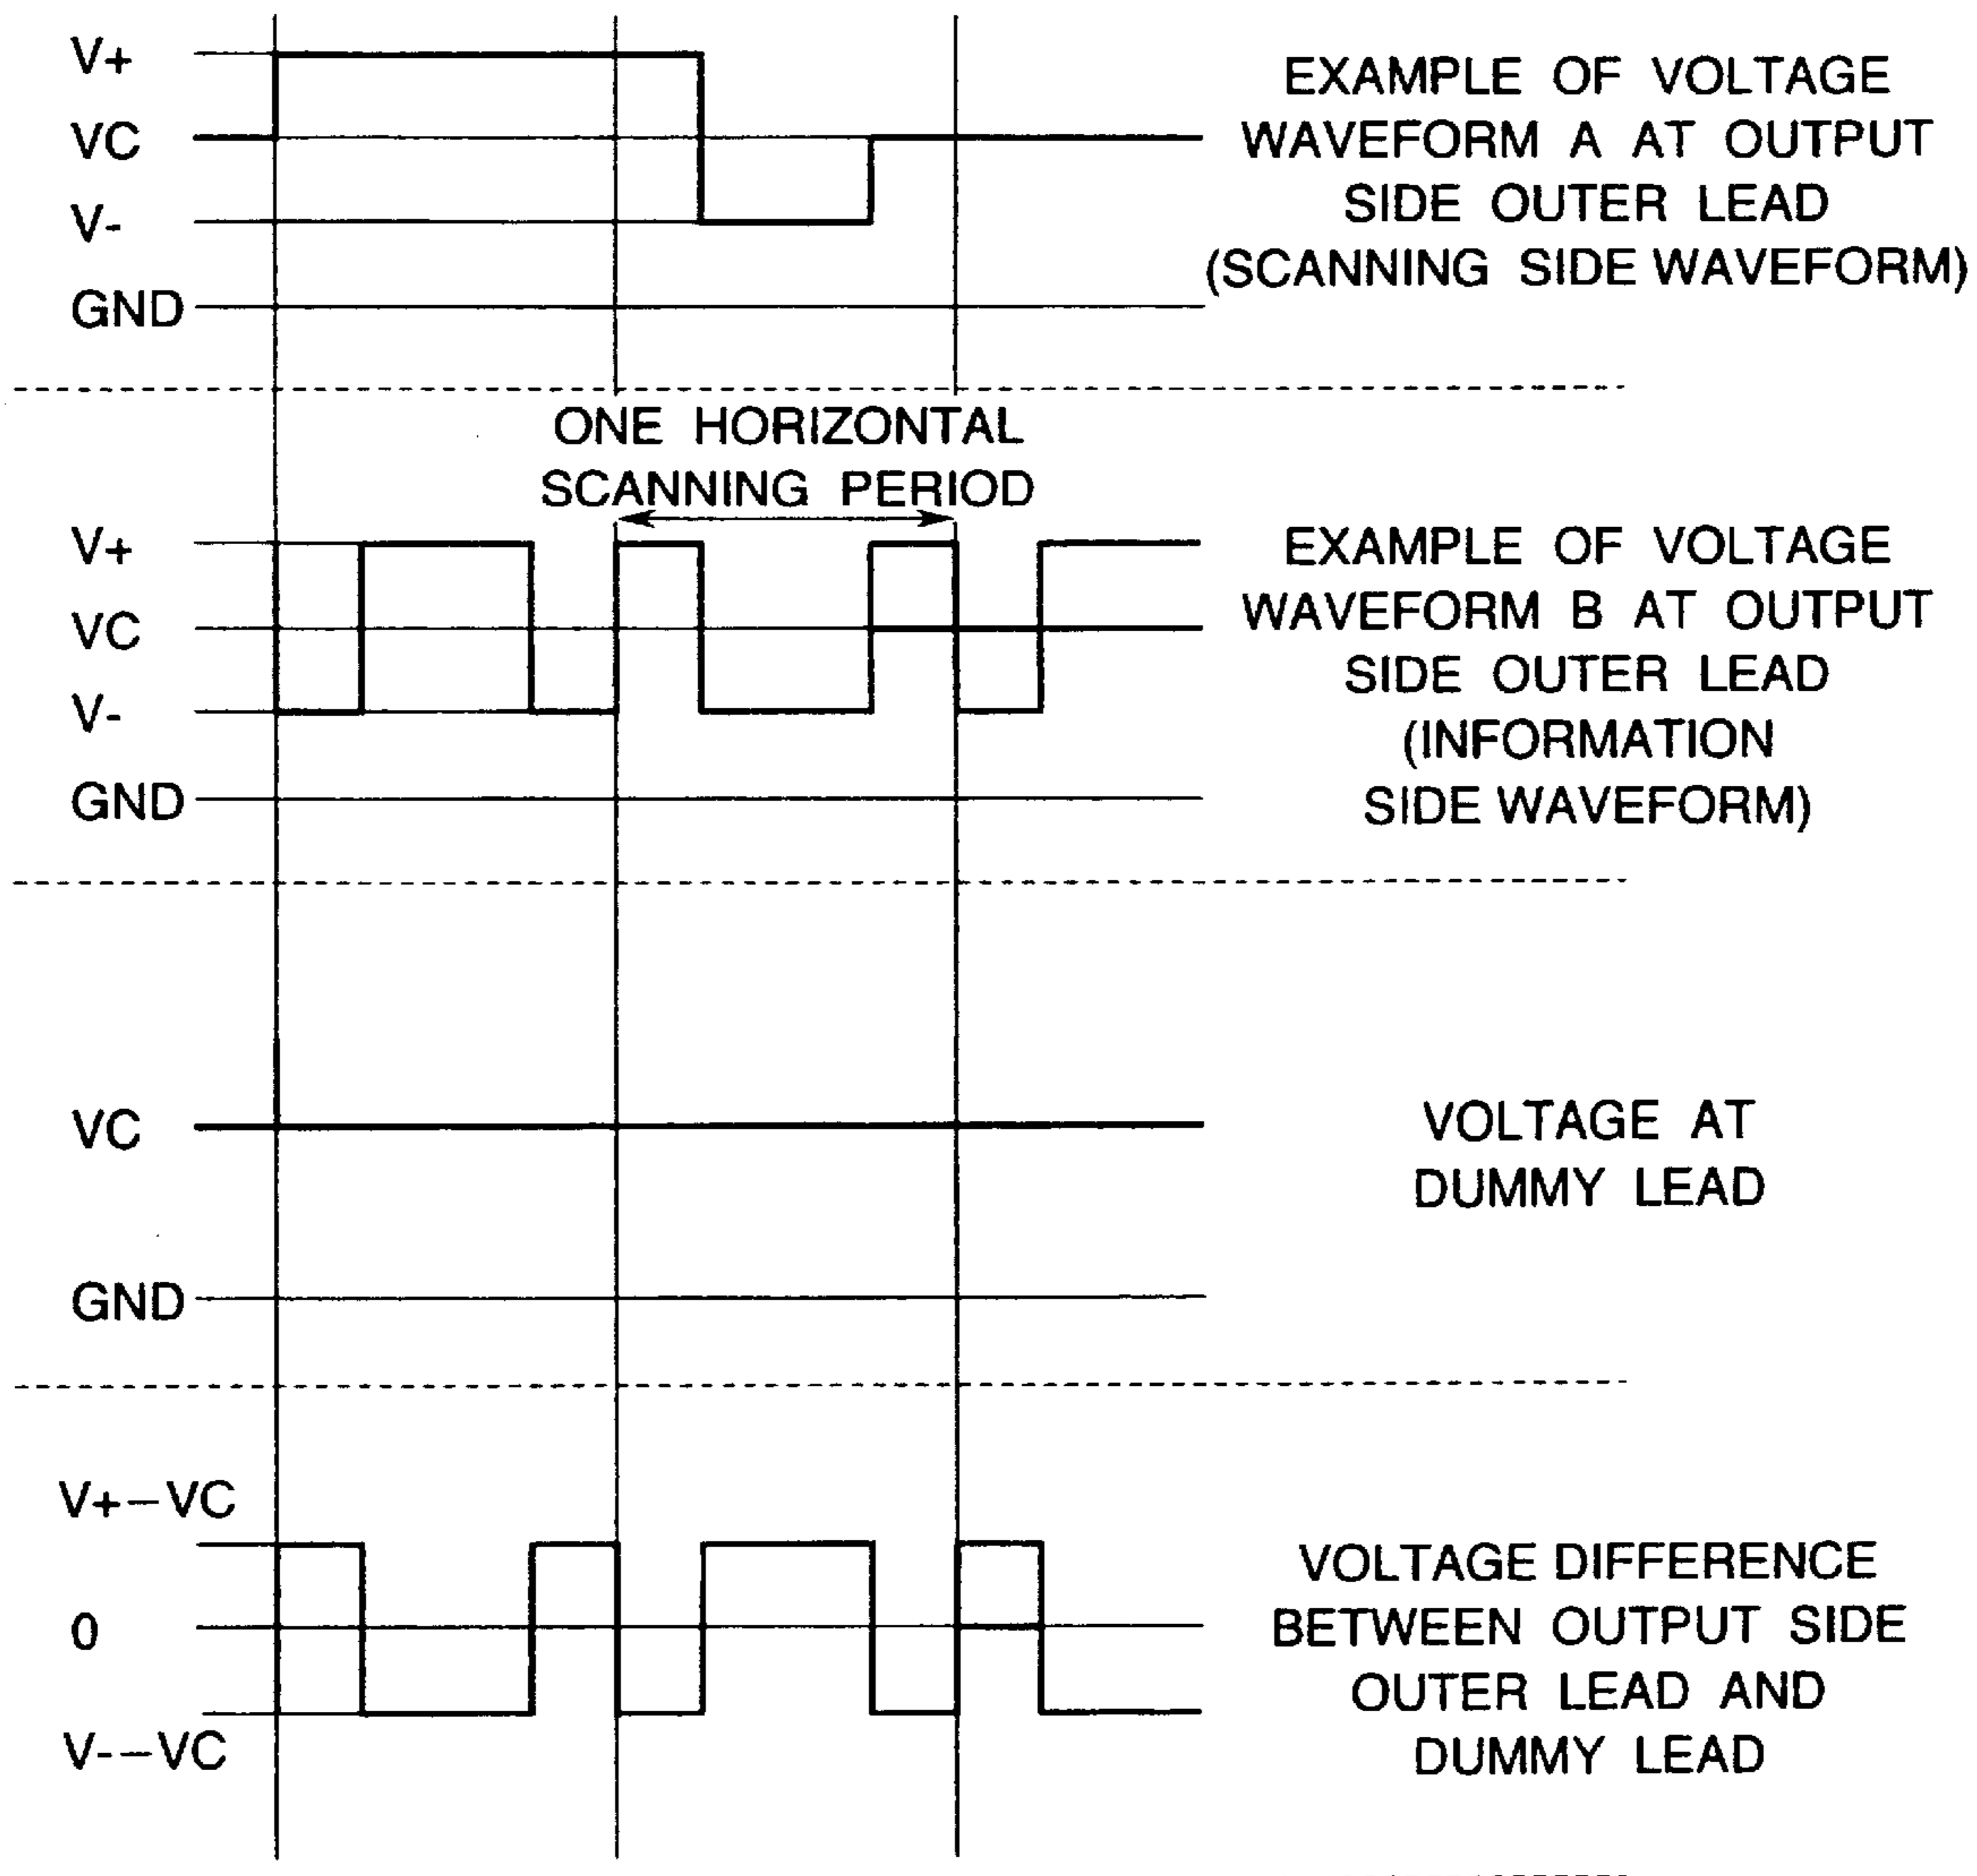 V+
VC
V-
GND
EXAMPLE OF VOLTAGE
WAVEFORM A AT OUTPUT
SIDE OUTER LEAD
(SCANNING SIDE WAVEFORM)
ONE HORIZONTAL
SCANNING PERIOD
V+
VC
V-
GND
EXAMPLE OF VOLTAGE
WAVEFORM B AT OUTPUT
SIDE OUTER LEAD
(INFORMATION
SIDE WAVEFORM)
VC
GND
VOLTAGE AT
DUMMY LEAD
V+−VC
0
V-−VC
VOLTAGE DIFFERENCE
BETWEEN OUTPUT SIDE
OUTER LEAD AND
DUMMY LEAD